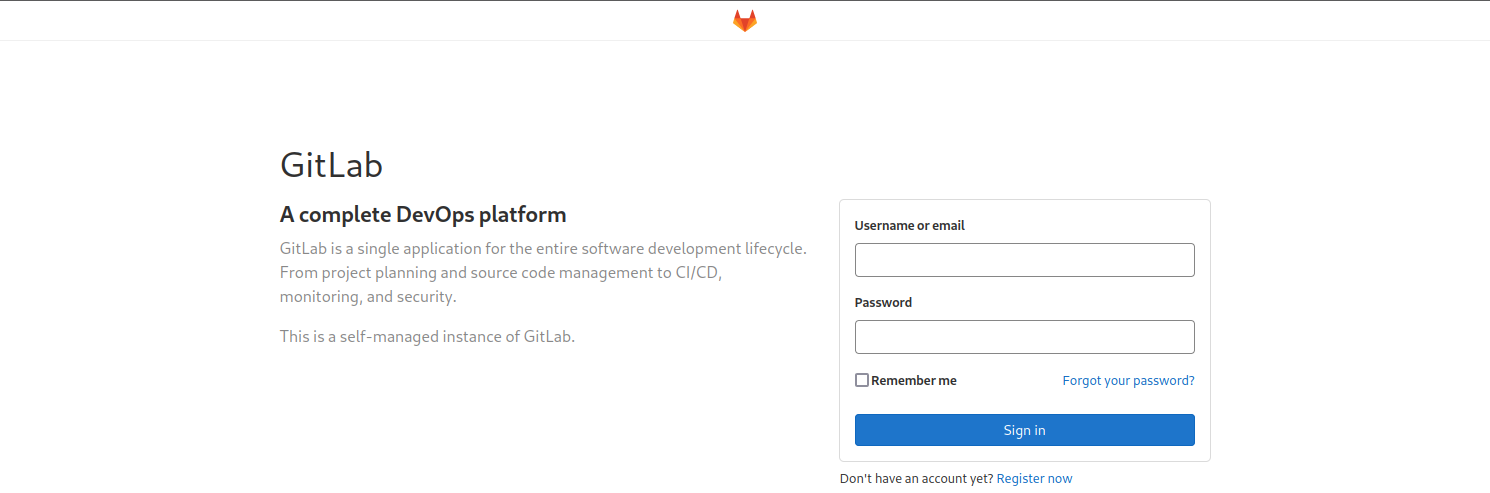 GitLab
A complete DevOps platform
GitLab is a single application for the entire software development lifecycle.
From project planning and source code management to CI/CD,
monitoring, and security.
This is a self-managed instance of GitLab.
Username or email
Password
Remember me
Forgot your password?
Sign in
Don't have an account yet? Register now